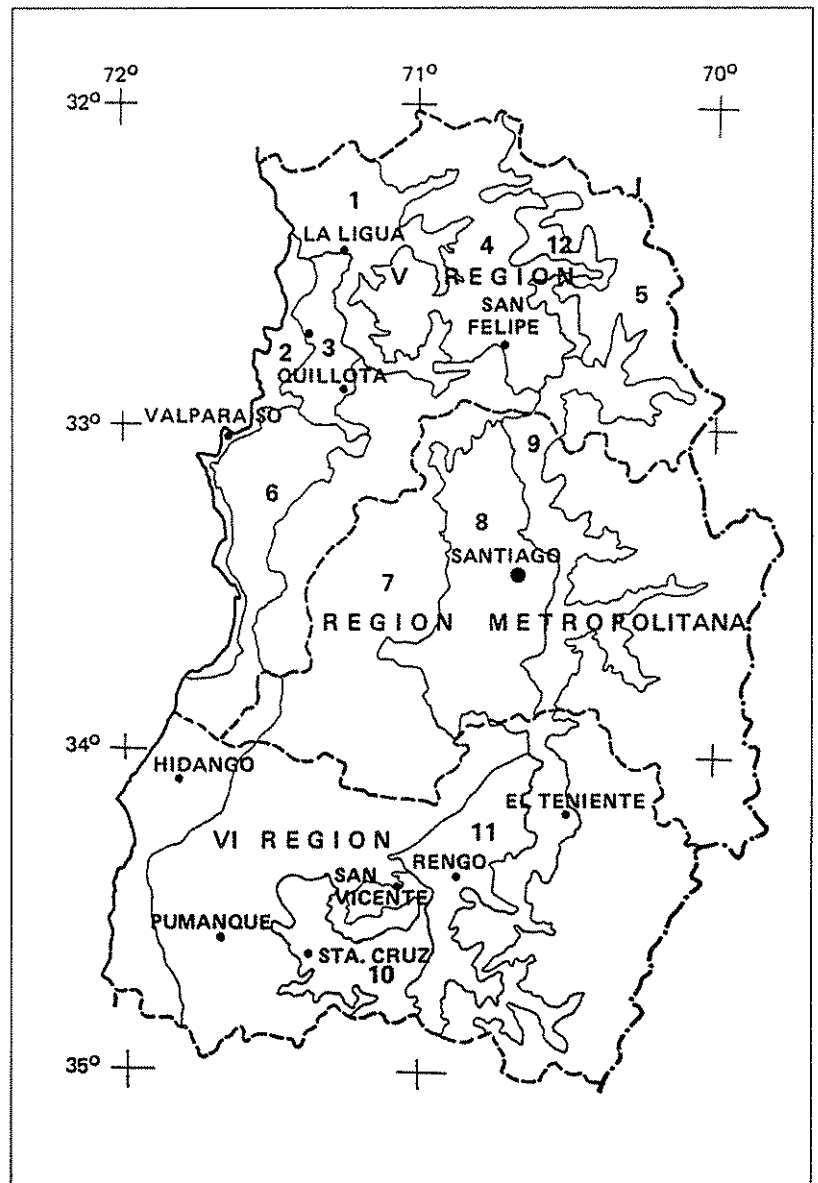 72° 71° 70°
32°
1
LA LIGUA
4 12
V REGION
5
SAN
FELIPE
2 3
QUILLOTA
VALPARAISO
33°
9
6
8
SANTIAGO
7
REGION METROPOLITANA
34°
HIDANGO
EL TENIENTE
VI REGION
11
RENGO
SAN
VICENTE
PUMANQUE
STA. CRUZ
10
35°